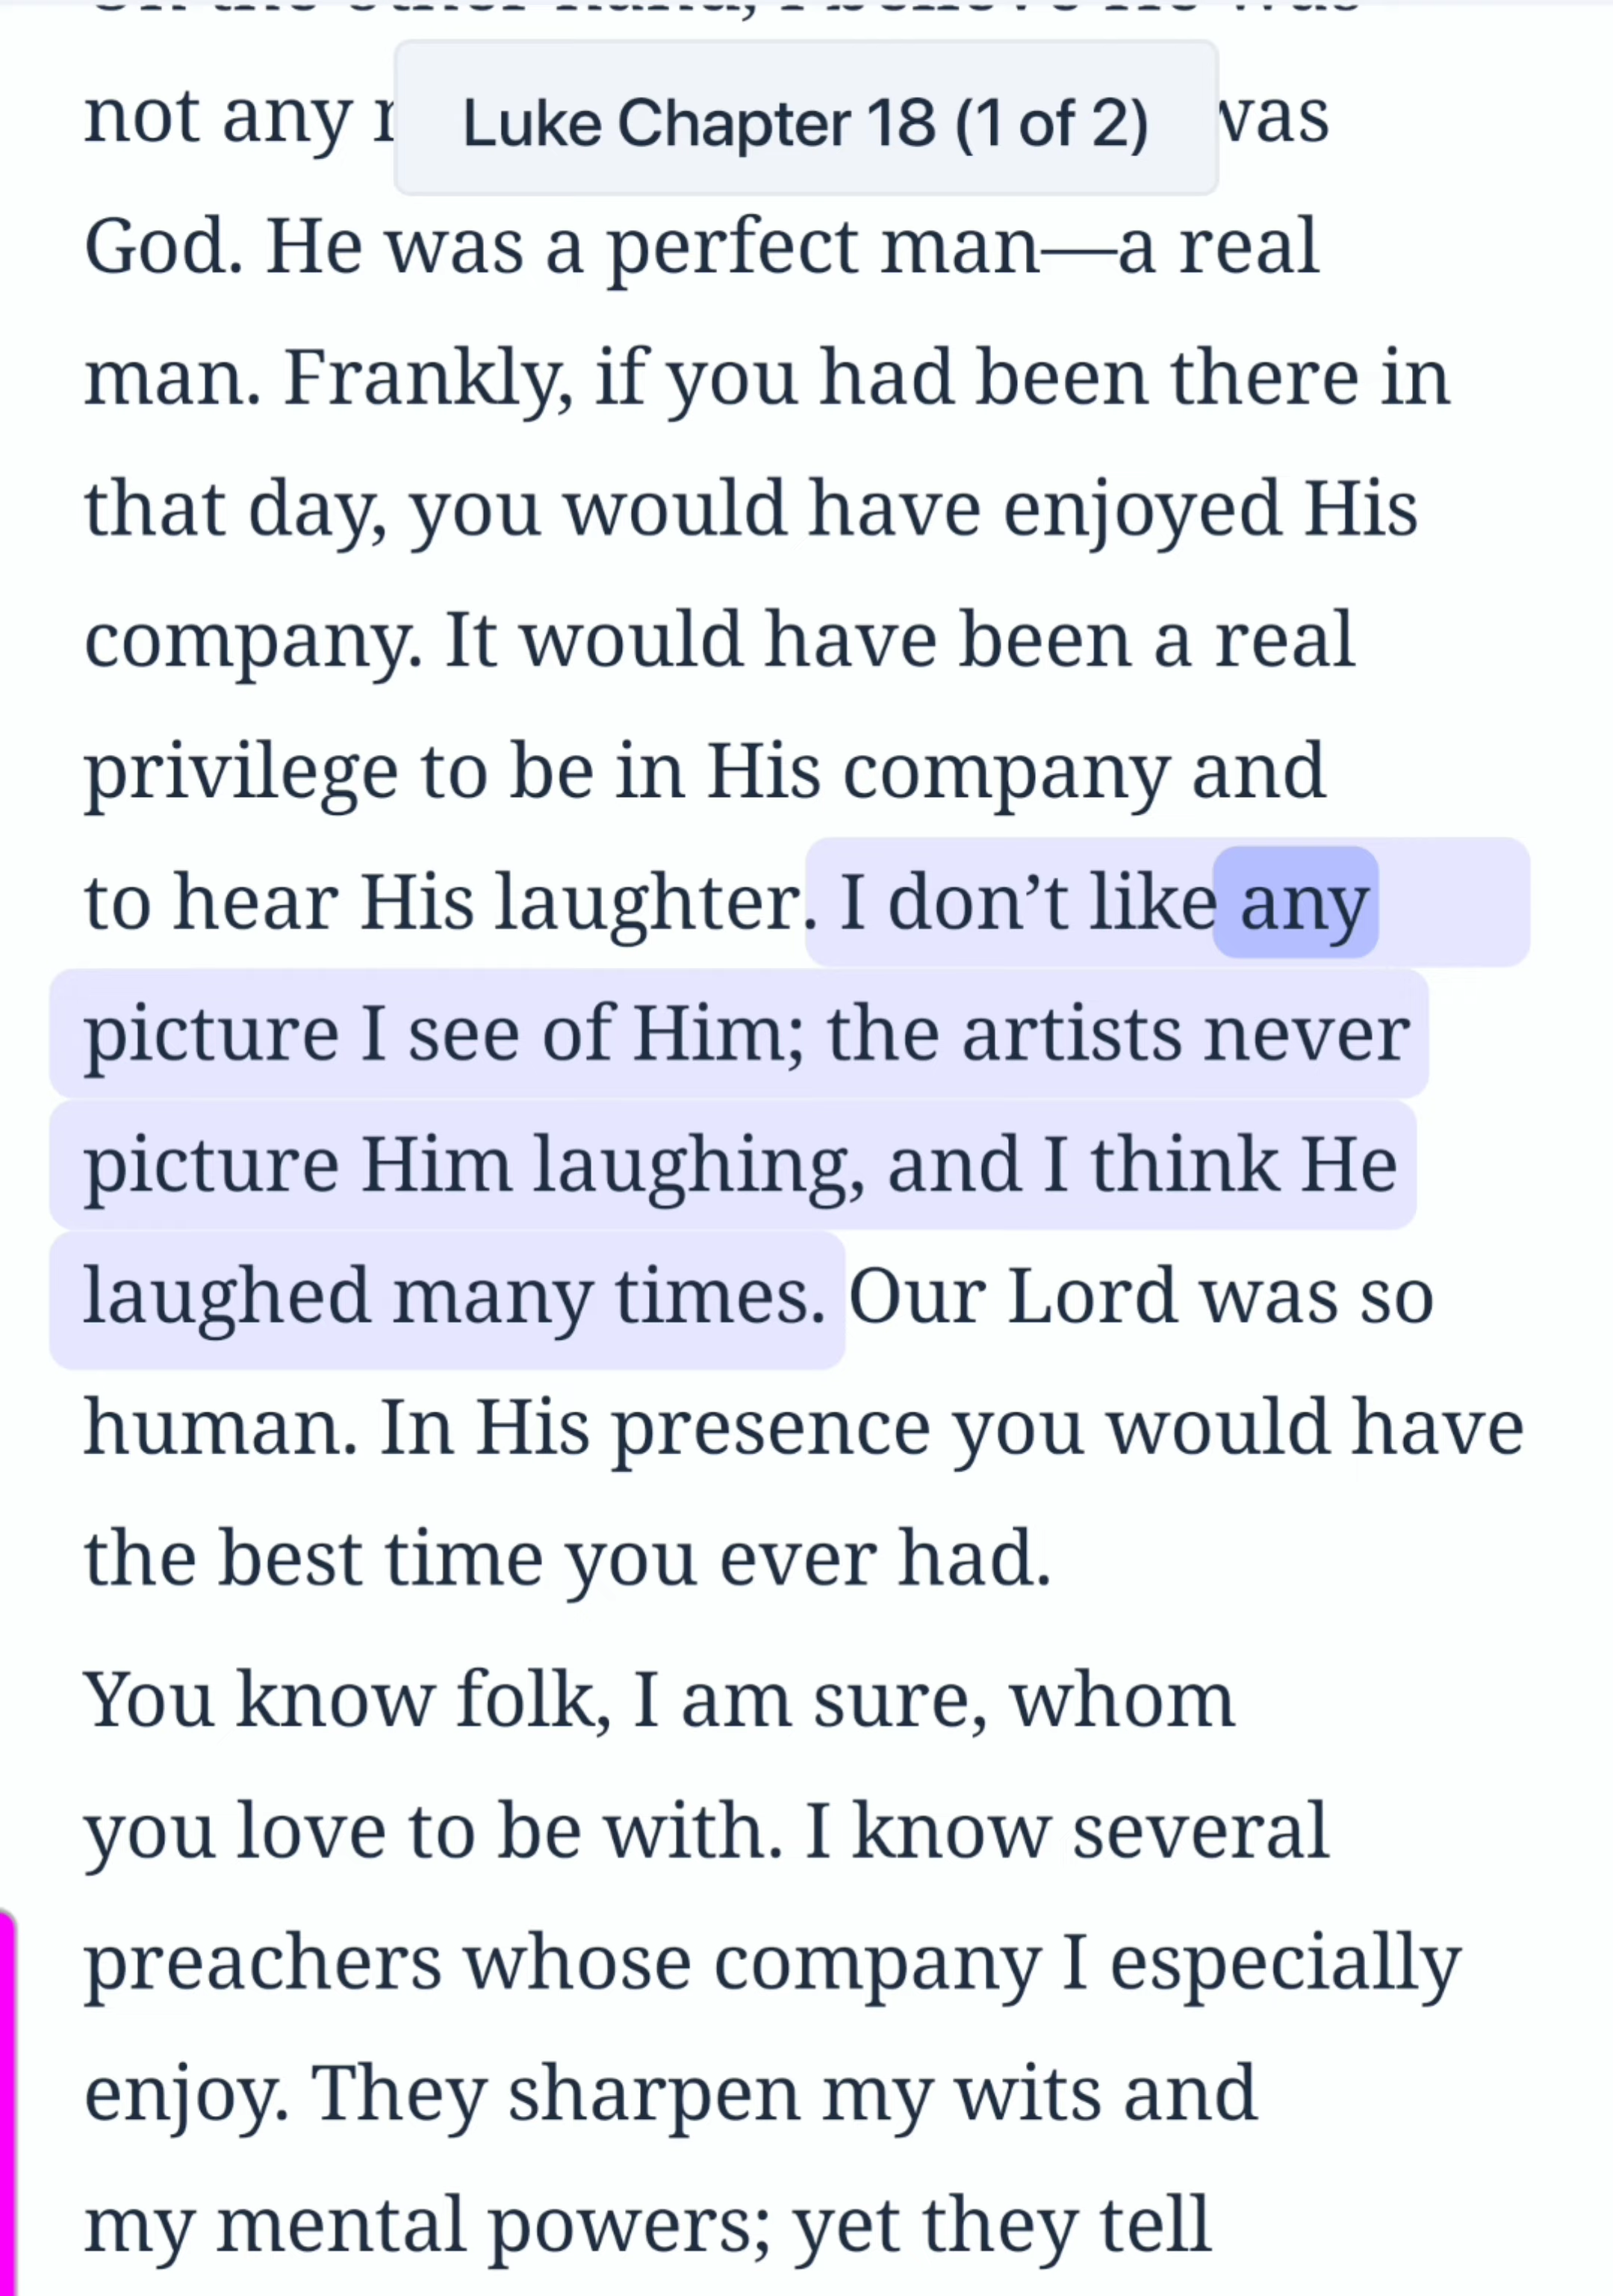 not any
Luke Chapter 18 (1 of 2)
was
God. He was a perfect man—a real
man. Frankly, if you had been there in
that day, you would have enjoyed His
company. It would have been a real
privilege to be in His company and
to hear His laughter. I don’t like any
picture I see of Him; the artists never
picture Him laughing, and I think He
laughed many times. Our Lord was so
human. In His presence you would have
the best time you ever had.
You know folk, I am sure, whom
you love to be with. I know several
preachers whose company I especially
enjoy. They sharpen my wits and
my mental powers; yet they tell